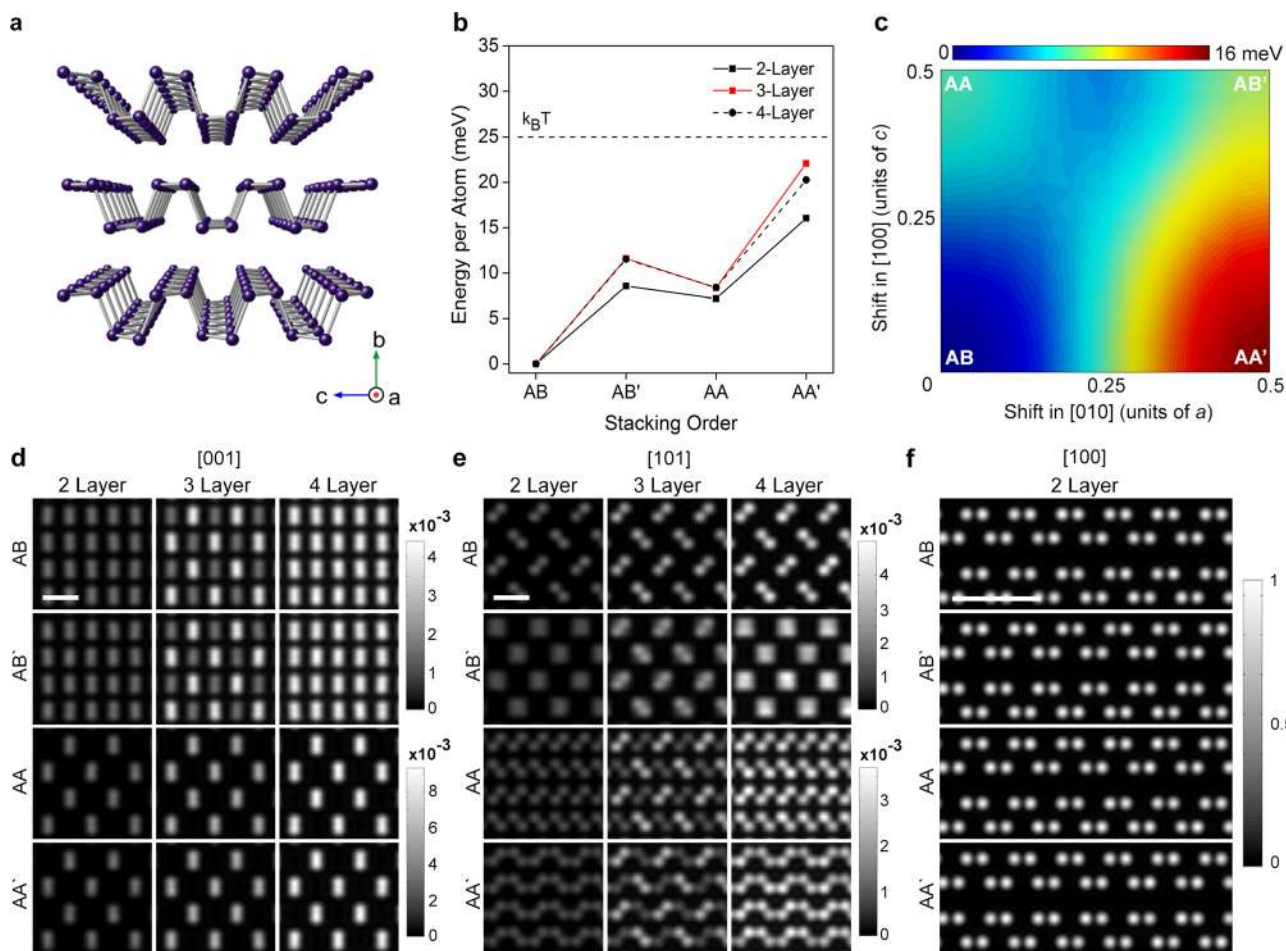 a
b
c
a
b
35
30
25
20
15
10
5
0
Energy per Atom (meV)
2-Layer
3-Layer
4-Layer
kBT
AB
AB'
AA
AA'
Stacking Order
c
0
16 meV
0.5
0.25
0
AA
AB'
AB
AA'
0.25
0.5
Shift in [100] (units of c)
Shift in [010] (units of a)
d
[001]
2 Layer
3 Layer
4 Layer
AB
AB`
AA
AA`
x10-3
4
3
2
1
0
x10-3
8
6
4
2
0
e
[101]
2 Layer
3 Layer
4 Layer
AB
AB`
AA
AA`
x10-3
4
3
2
1
0
x10-3
3
2
1
0
f
[100]
2 Layer
AB
AB`
AA
AA`
1
0.5
0